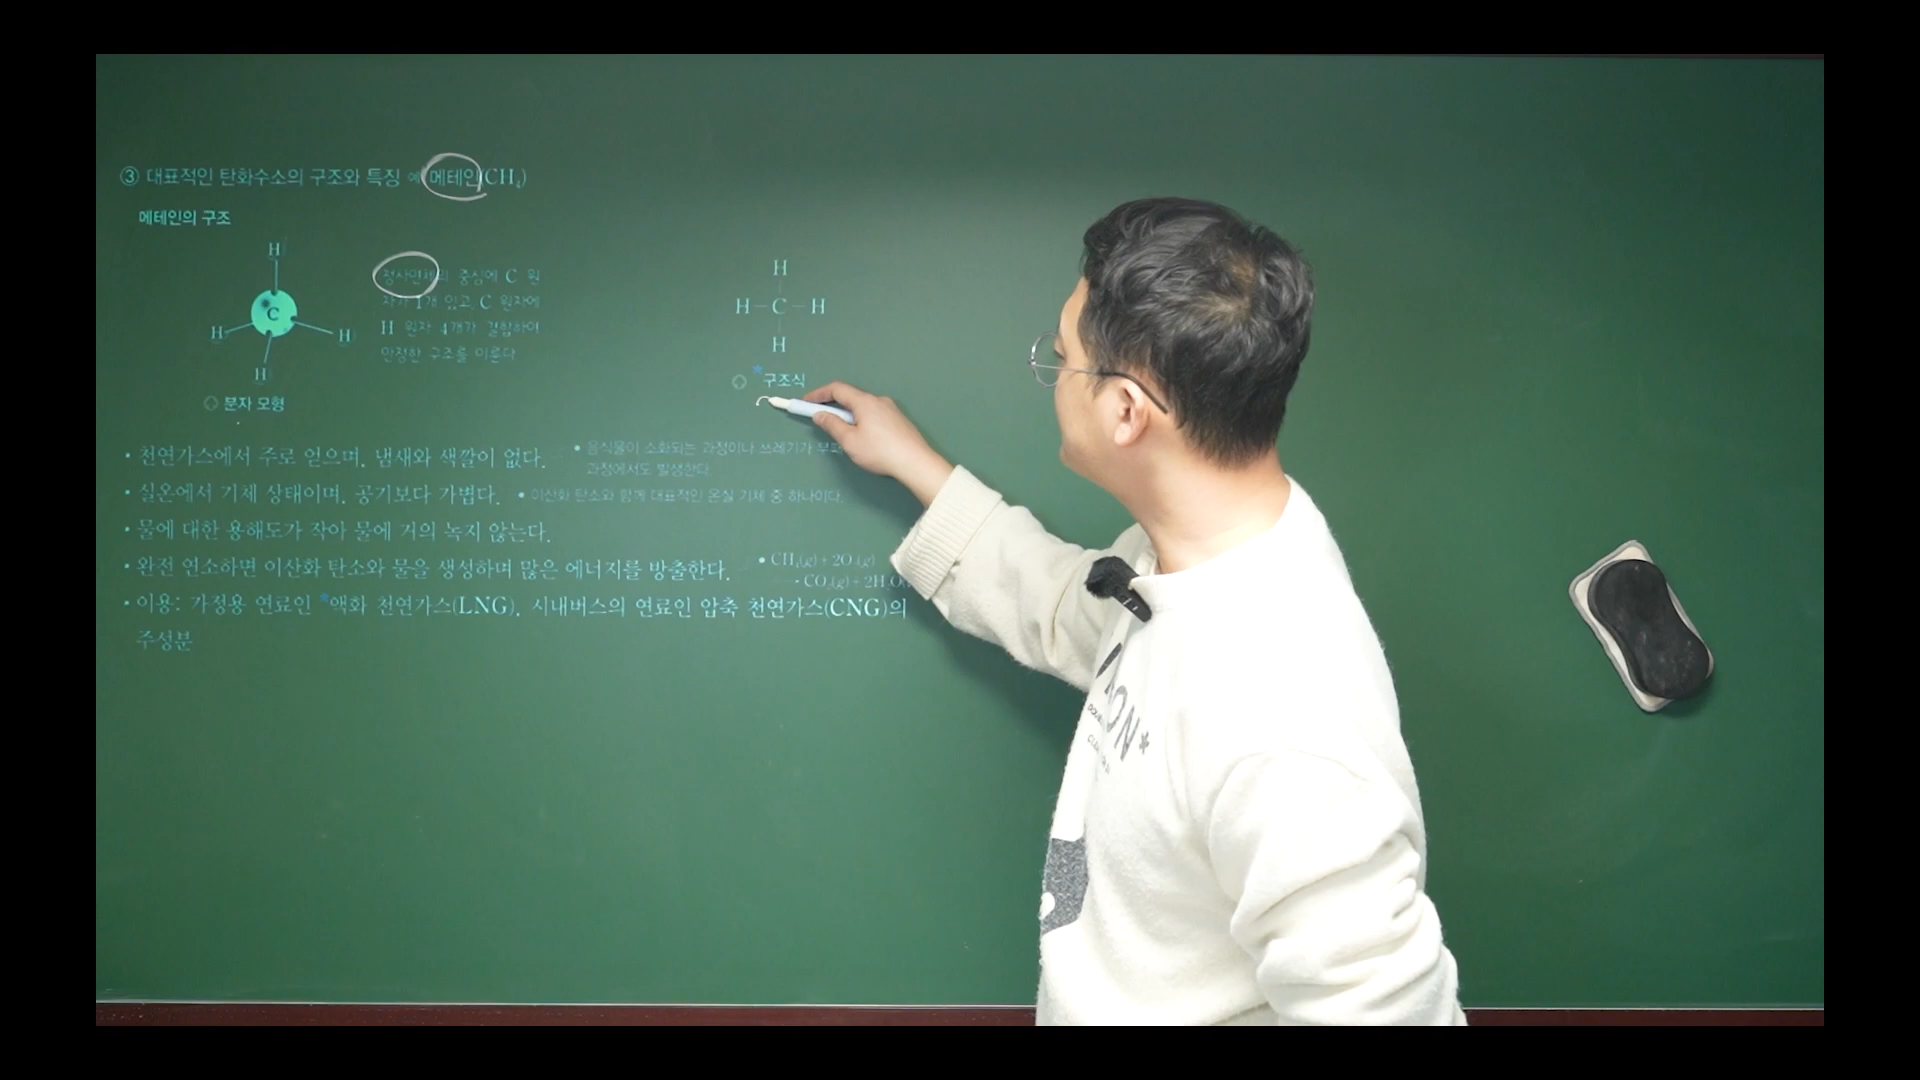 ③ 대표적인 탄화수소의 구조와 특징 예 메테인(CH₄)
메테인의 구조
H
C
H
H
H
분자 모형
정사면체의 중심에 C 원
자가 1개 있고, C 원자에
H 원자 4개가 결합하여
안정한 구조를 이룬다
H
H-C-H
H
*구조식
• 천연가스에서 주로 얻으며, 냄새와 색깔이 없다.
• 음식물이 소화되는 과정이나 쓰레기가 부패
과정에서도 발생한다.
• 실온에서 기체 상태이며, 공기보다 가볍다.
• 이산화 탄소와 함께 대표적인 온실 기체 중 하나이다.
• 물에 대한 용해도가 작아 물에 거의 녹지 않는다.
• 완전 연소하면 이산화 탄소와 물을 생성하며 많은 에너지를 방출한다.
• CH₄(g)+2O₂(g)
→ CO₂(g)+2H₂O
• 이용: 가정용 연료인 *액화 천연가스(LNG), 시내버스의 연료인 압축 천연가스(CNG)의
주성분